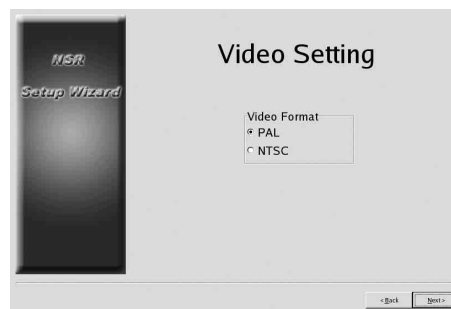 NSR
Setup Wizard
Video Setting
Video Format
PAL
NTSC
< Back
Next >